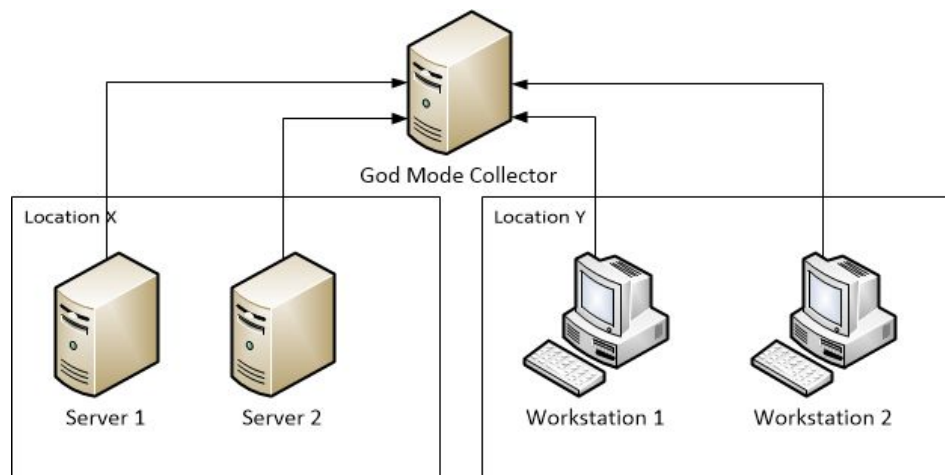 God Mode Collector
Location X
Location Y
Server 1
Server 2
Workstation 1
Workstation 2